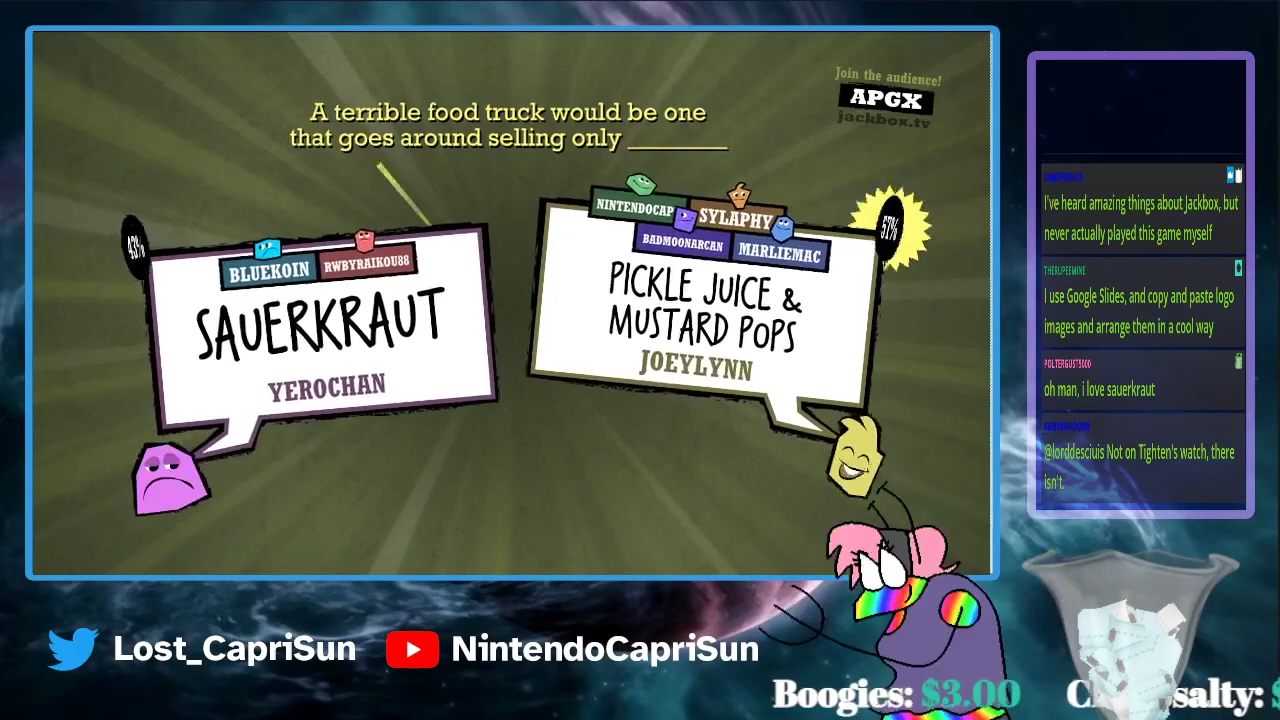 Join the audience!
APGX
jackbox.tv
A terrible food truck would be one
that goes around selling only ________
43%
BLUEKOIN
RWBYRAIKOU88
SAUERKRAUT
YEROCHAN
57%
NINTENDOCAP
SYLAPHY
BADMOONARCAN
MARLIEMAC
PICKLE JUICE &
MUSTARD POPS
JOEYLYNN
I've heard amazing things about Jackbox, but
never actually played this game myself
THERUPEEMINE
I use Google Slides, and copy and paste logo
images and arrange them in a cool way
POLTERGUST5000
oh man, i love sauerkraut
@lorddesciuis Not on Tighten's watch, there
isn't.
Lost_CapriSun
NintendoCapriSun
Boogies: $3.00
salty: $